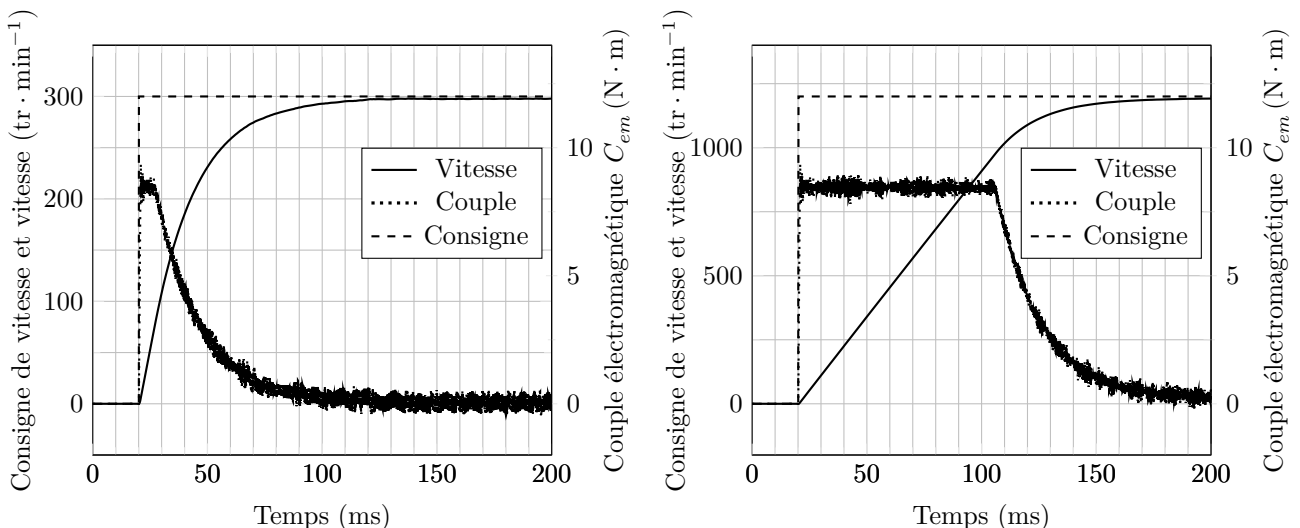 Consigne de vitesse et vitesse (tr · min⁻¹)
300
200
100
0
Vitesse
Couple
Consigne
10
5
0
Couple électromagnétique Cₑₘ (N · m)
0 50 100 150 200
Temps (ms)
Consigne de vitesse et vitesse (tr · min⁻¹)
1000
500
0
Vitesse
Couple
Consigne
10
5
0
Couple électromagnétique Cₑₘ (N · m)
0 50 100 150 200
Temps (ms)